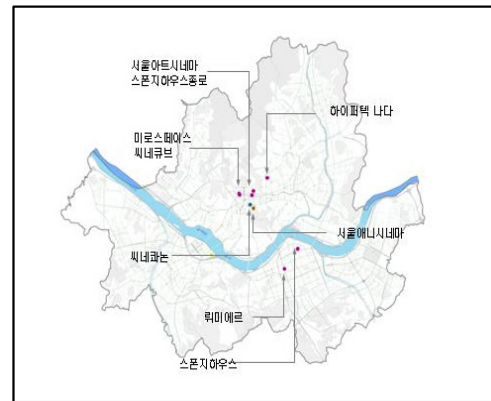 서울아트시네마
스폰지하우스종로
하이퍼텍 나다
미로스페이스
씨네큐브
서울애니시네마
씨네콰논
뤼미에르
스폰지하우스